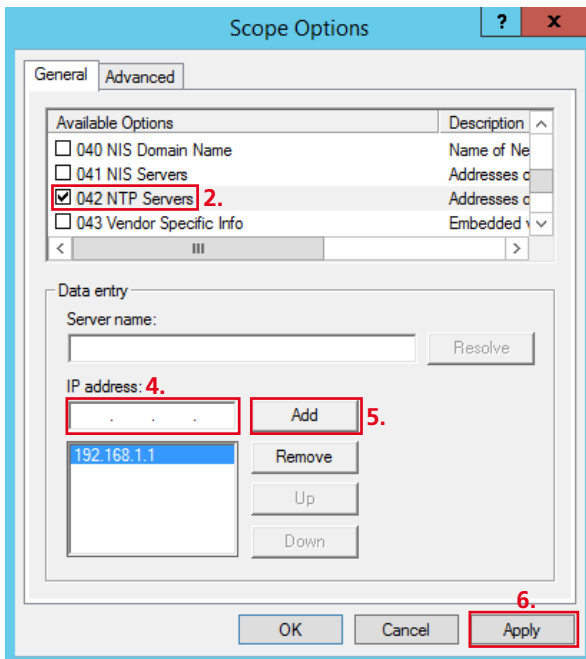 Scope Options
? x
General Advanced
Available Options Description
040 NIS Domain Name Name of Ne
041 NIS Servers Addresses o
042 NTP Servers 2. Addresses o
043 Vendor Specific Info Embedded v
Data entry
Server name:
Resolve
IP address: 4.
. . . Add 5.
192.168.1.1 Remove
Up
Down
6.
OK Cancel Apply